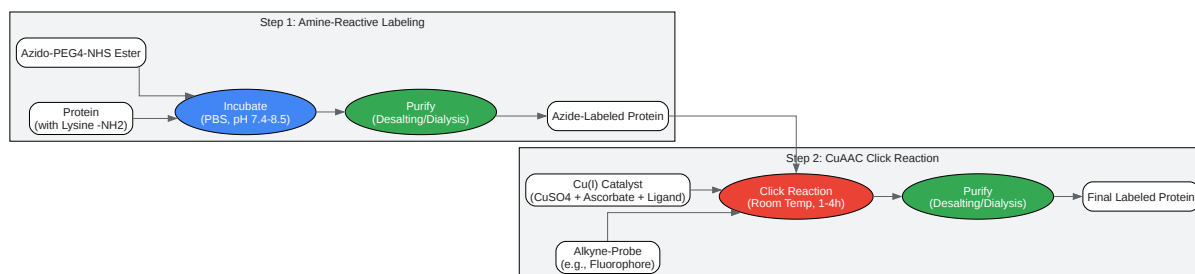 Step 1: Amine-Reactive Labeling
Azido-PEG4-NHS Ester
Protein
(with Lysine -NH2)
Incubate
(PBS, pH 7.4-8.5)
Purify
(Desalting/Dialysis)
Azide-Labeled Protein
Step 2: CuAAC Click Reaction
Cu(I) Catalyst
(CuSO4 + Ascorbate + Ligand)
Alkyne-Probe
(e.g., Fluorophore)
Click Reaction
(Room Temp, 1-4h)
Purify
(Desalting/Dialysis)
Final Labeled Protein